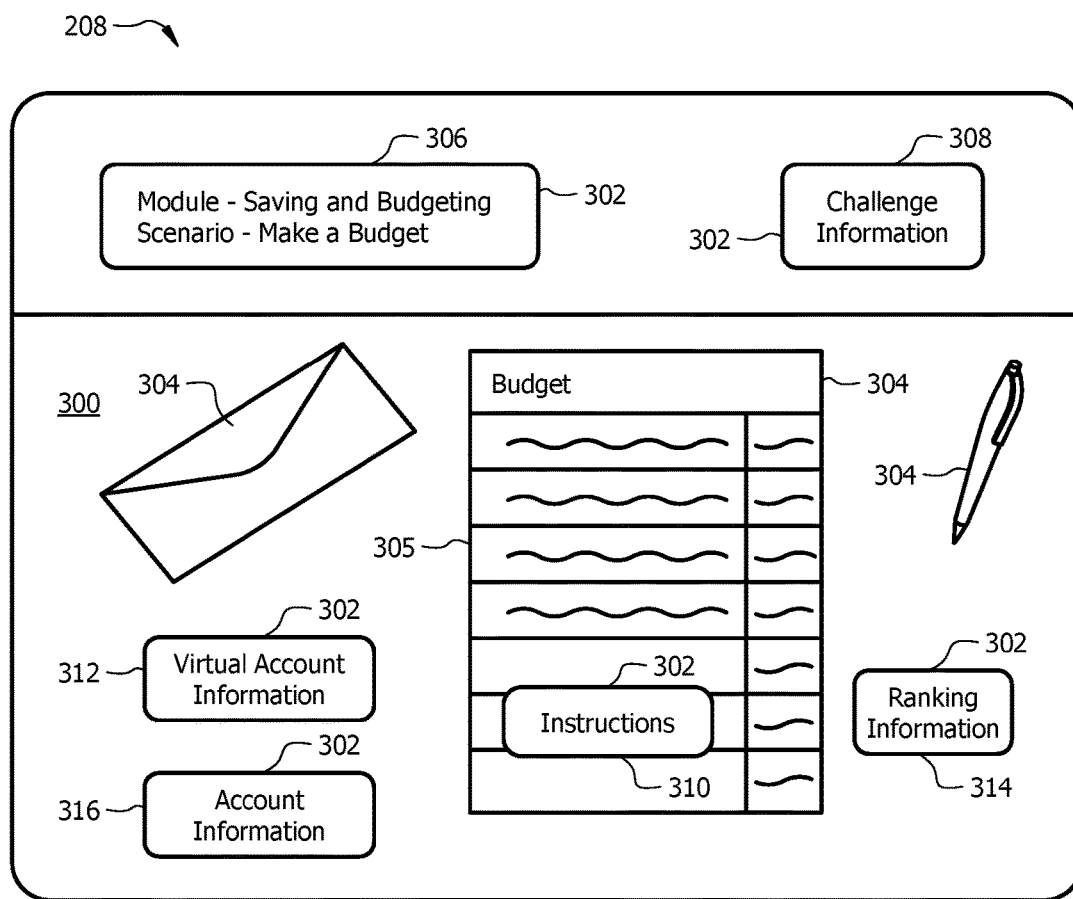 208
306
308
Module - Saving and Budgeting
Scenario - Make a Budget
302
Challenge
Information
302
300
304
Budget
304
304
305
302
312
Virtual Account
Information
302
Instructions
310
302
Ranking
Information
314
302
316
Account
Information